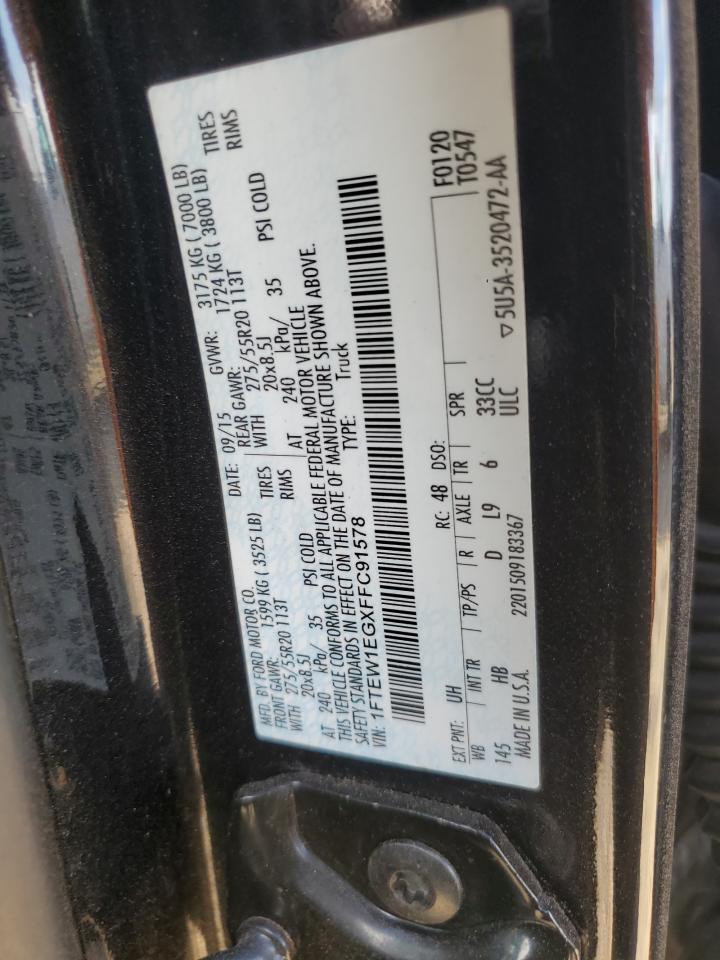 MFD. BY FORD MOTOR CO. DATE: 09/15 GVWR: 3175 KG ( 7000 LB)
FRONT GAWR: 1599 KG ( 3525 LB) REAR GAWR: 1724 KG ( 3800 LB)
WITH 275/55R20 113T TIRES WITH 275/55R20 113T TIRES
20x8.5J RIMS 20x8.5J RIMS
AT 240 kPa/ 35 PSI COLD AT 240 kPa/ 35 PSI COLD
THIS VEHICLE CONFORMS TO ALL APPLICABLE FEDERAL MOTOR VEHICLE
SAFETY STANDARDS IN EFFECT ON THE DATE OF MANUFACTURE SHOWN ABOVE.
VIN: 1FTEW1EGXFFC91578 TYPE: Truck
EXT PNT: UH RC: 48 DSO: F0120
WB INT TR TP/PS R AXLE TR SPR T0547
145 HB D L9 6 33CC
MADE IN U.S.A. 2201509183367 ULC ▽5U5A-3520472-AA